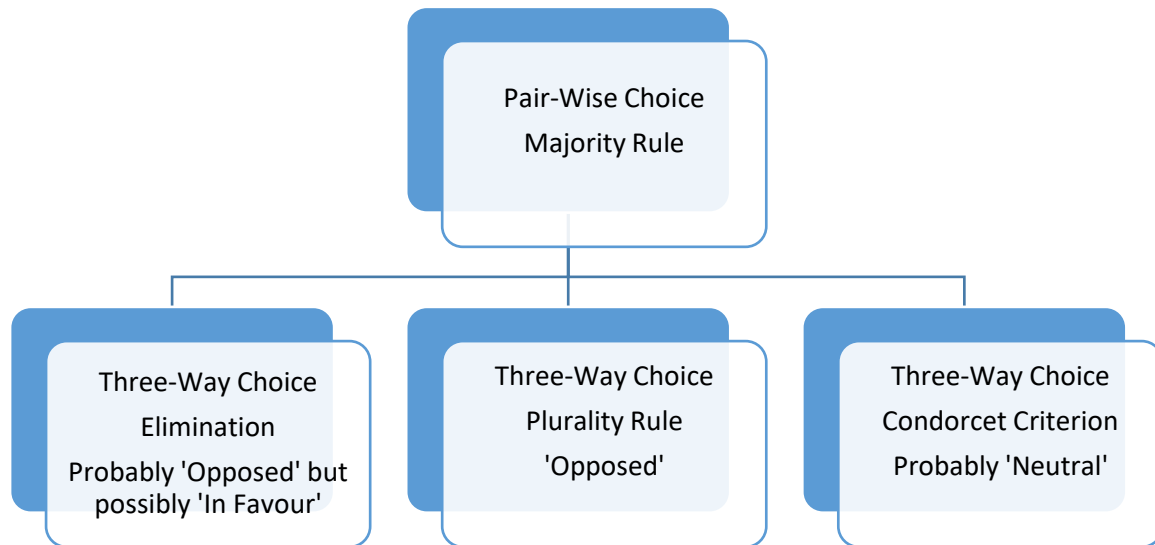 Pair-Wise Choice
Majority Rule
Three-Way Choice
Elimination
Probably 'Opposed' but
possibly 'In Favour'
Three-Way Choice
Plurality Rule
'Opposed'
Three-Way Choice
Condorcet Criterion
Probably 'Neutral'